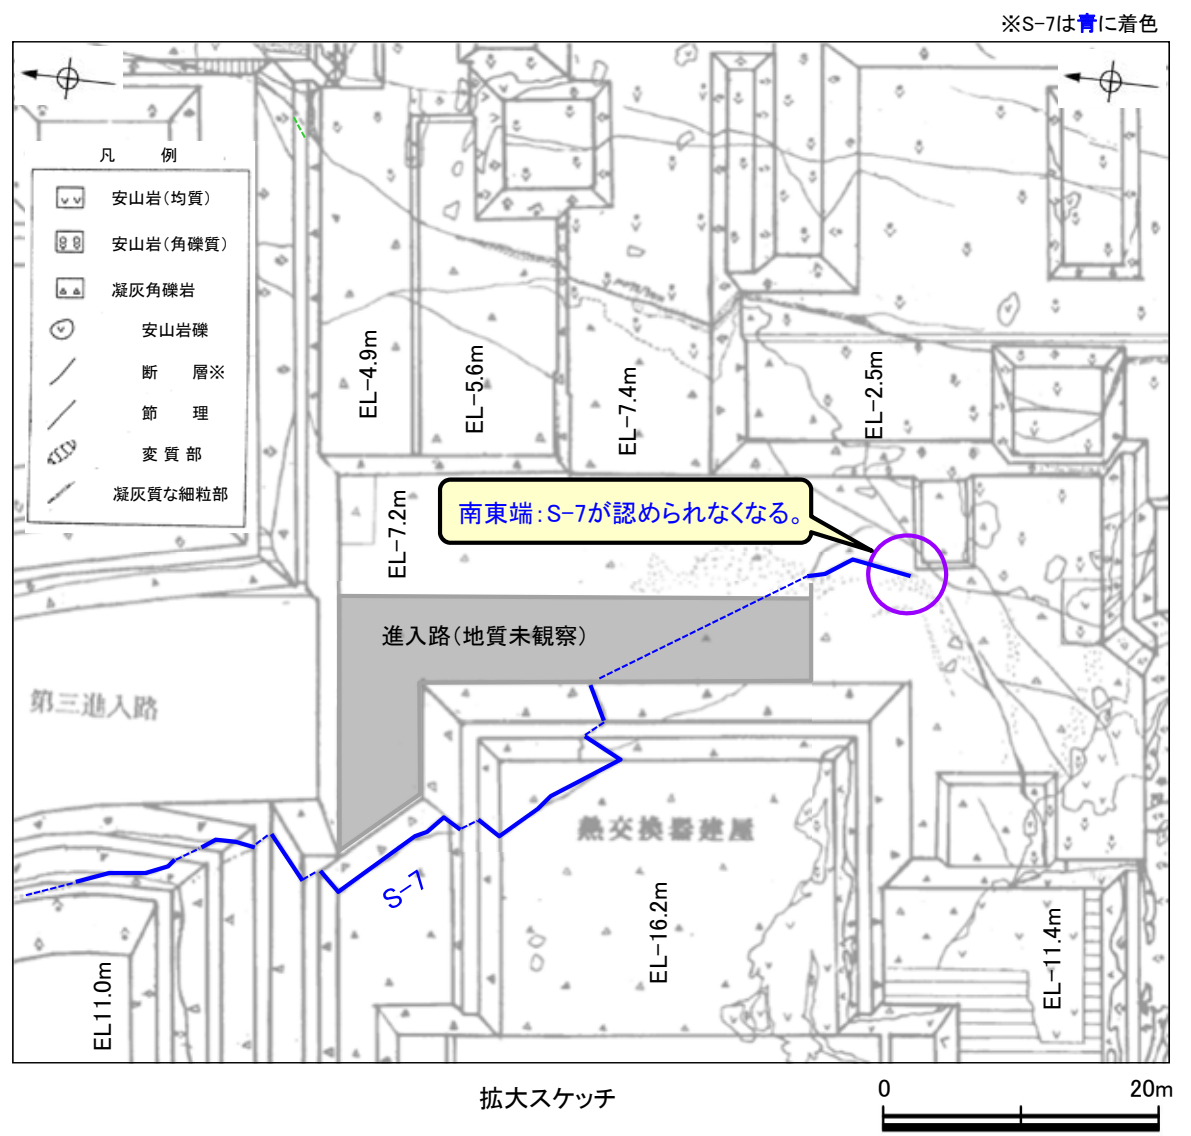 ※S-7は青に着色
凡 例
安山岩(均質)
安山岩(角礫質)
凝灰角礫岩
安山岩礫
断 層※
節 理
変 質 部
凝灰質な細粒部
EL-4.9m
EL-5.6m
EL-7.4m
EL-2.5m
EL-7.2m
南東端:S-7が認められなくなる。
進入路(地質未観察)
第三進入路
熱交換器建屋
S-7
EL-16.2m
EL-11.4m
EL11.0m
拡大スケッチ
0 20m